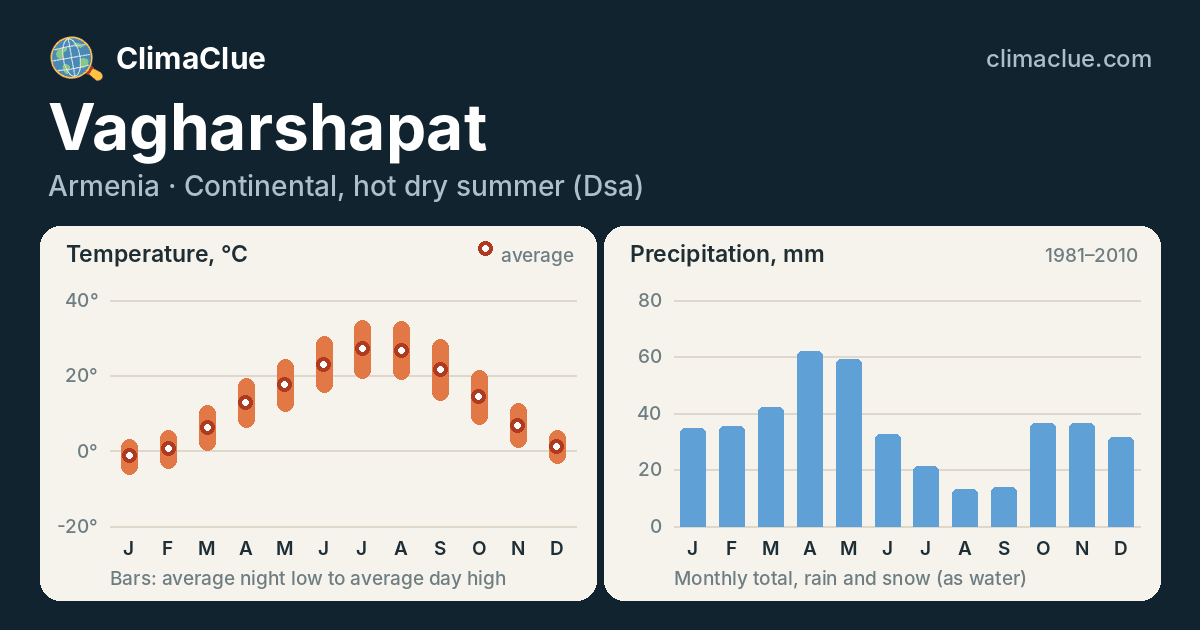 ClimaClue
climaclue.com
Vagharshapat
Armenia · Continental, hot dry summer (Dsa)
Temperature, °C
average
40°
20°
0°
-20°
J F M A M J J A S O N D
Bars: average night low to average day high
Precipitation, mm
1981–2010
80
60
40
20
0
J F M A M J J A S O N D
Monthly total, rain and snow (as water)